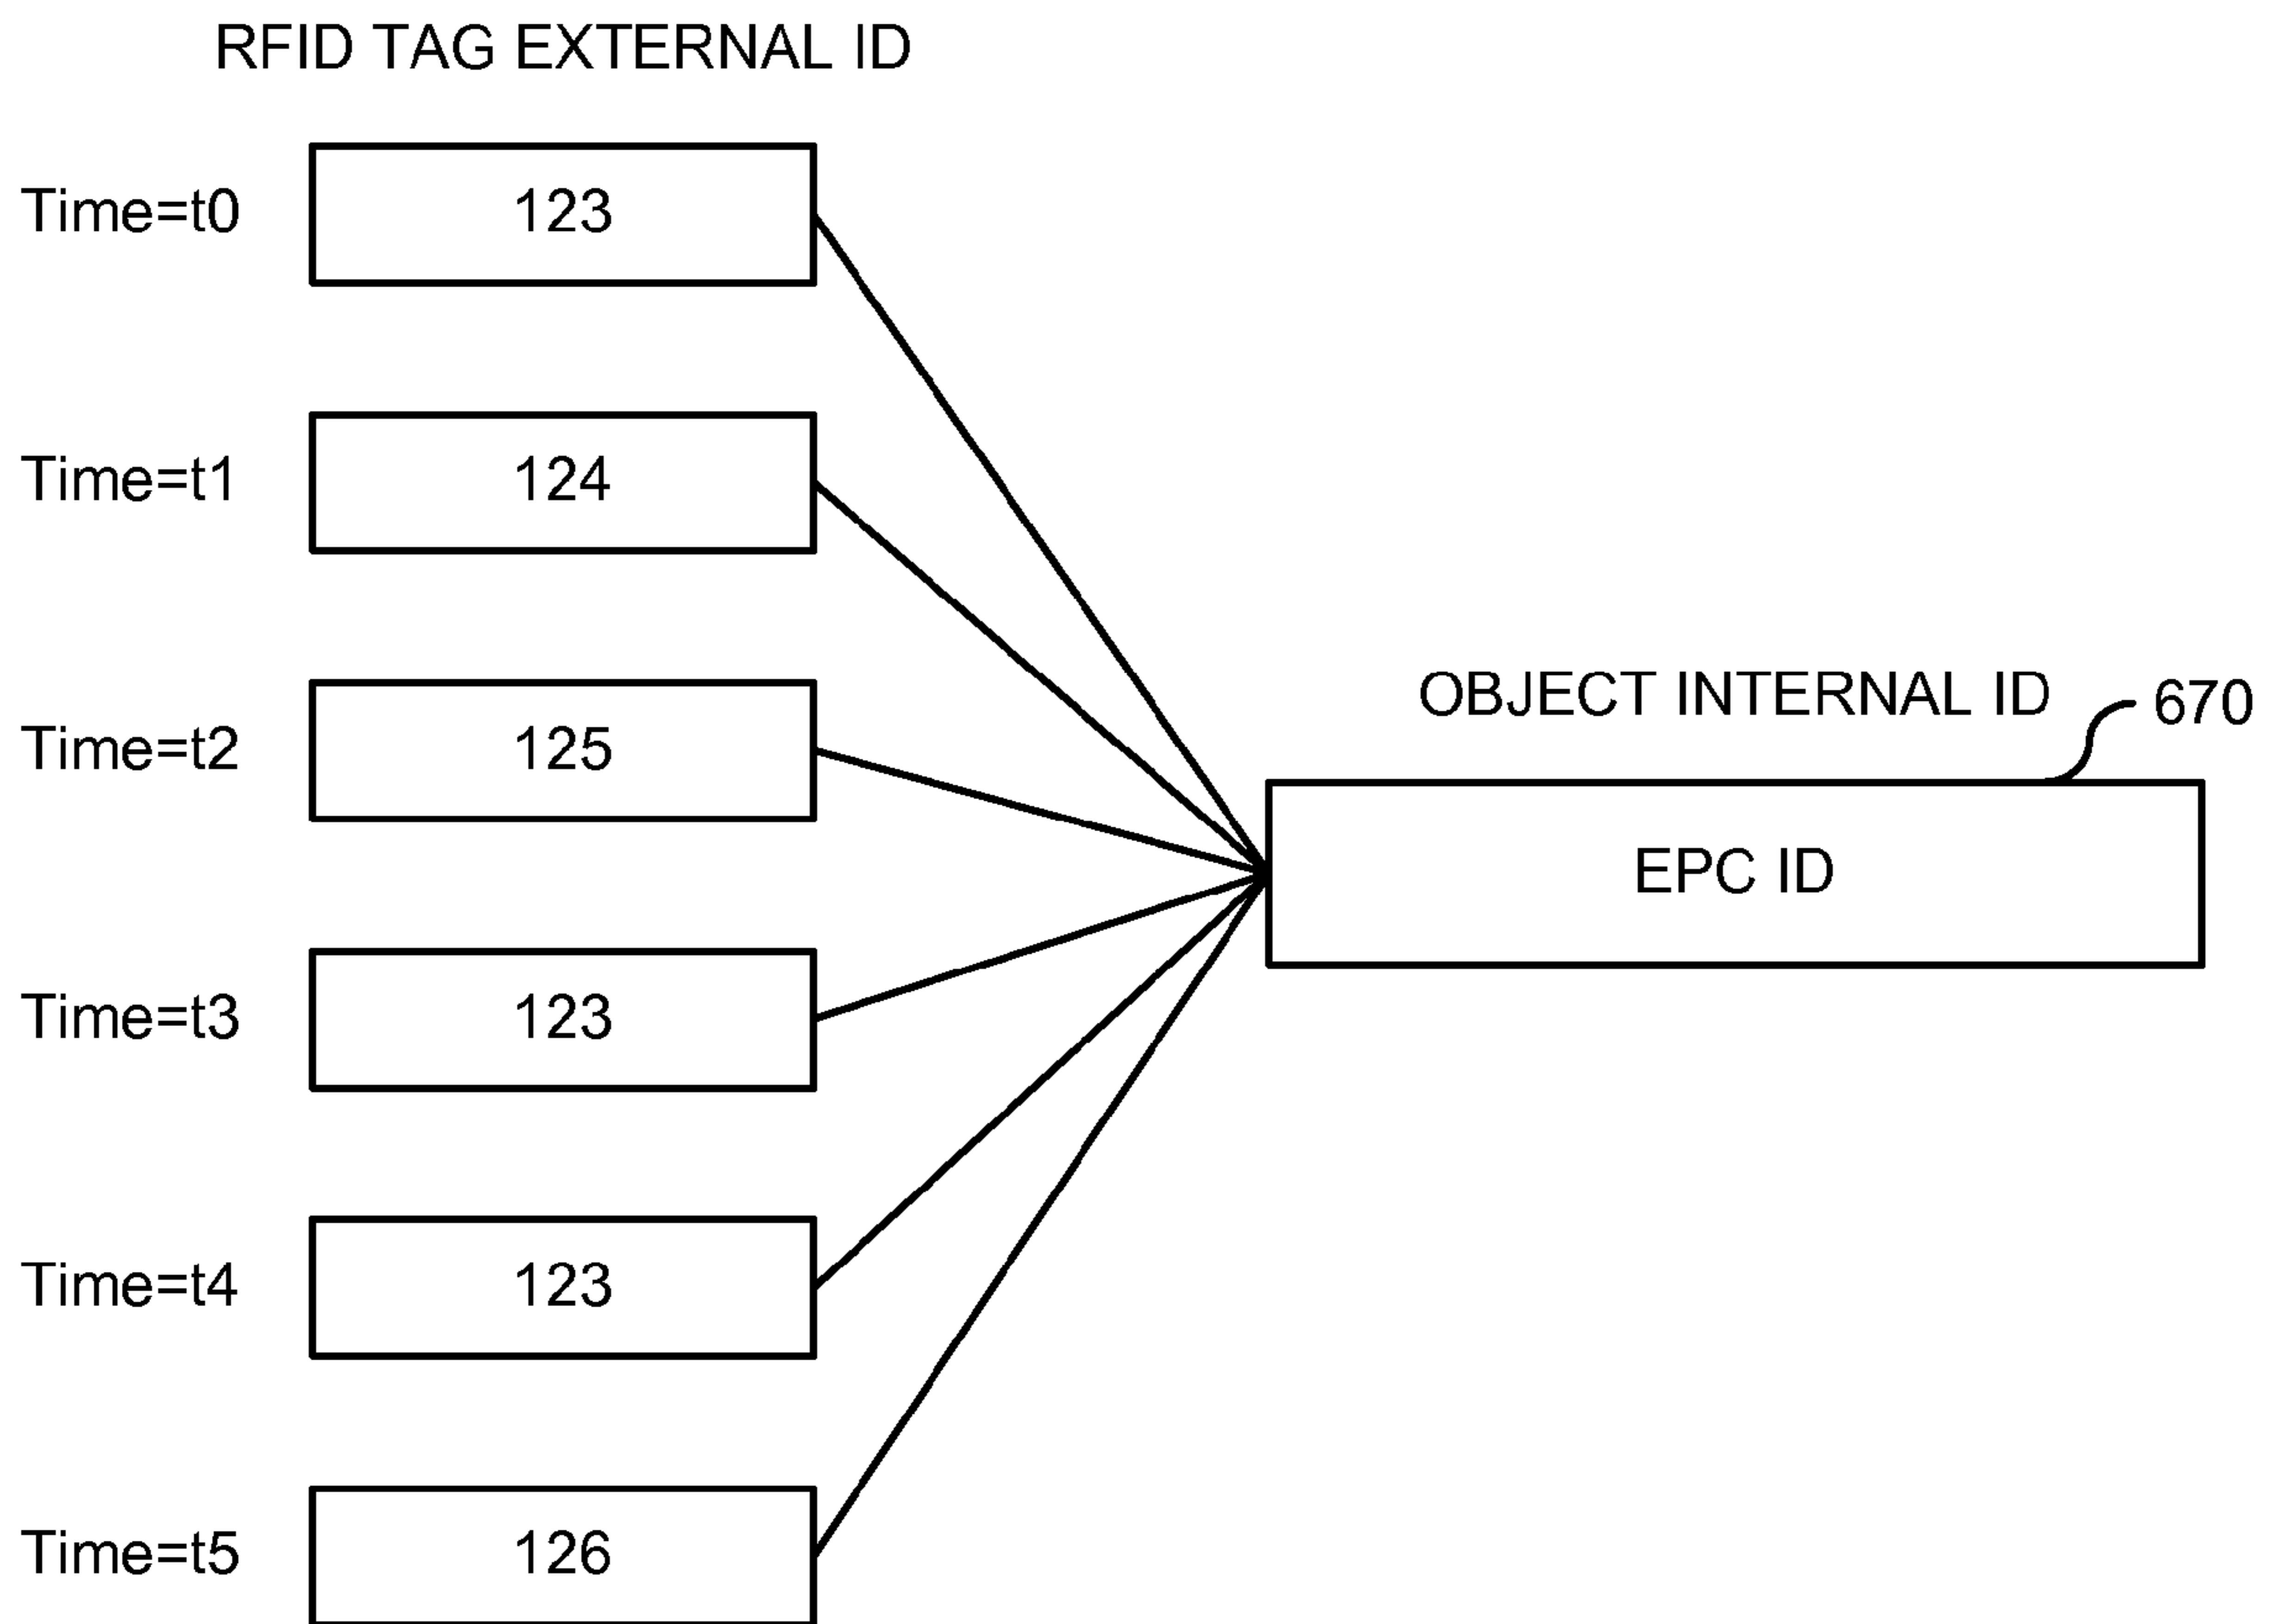 RFID TAG EXTERNAL ID
Time=t0 123
Time=t1 124
Time=t2 125
OBJECT INTERNAL ID 670
EPC ID
Time=t3 123
Time=t4 123
Time=t5 126